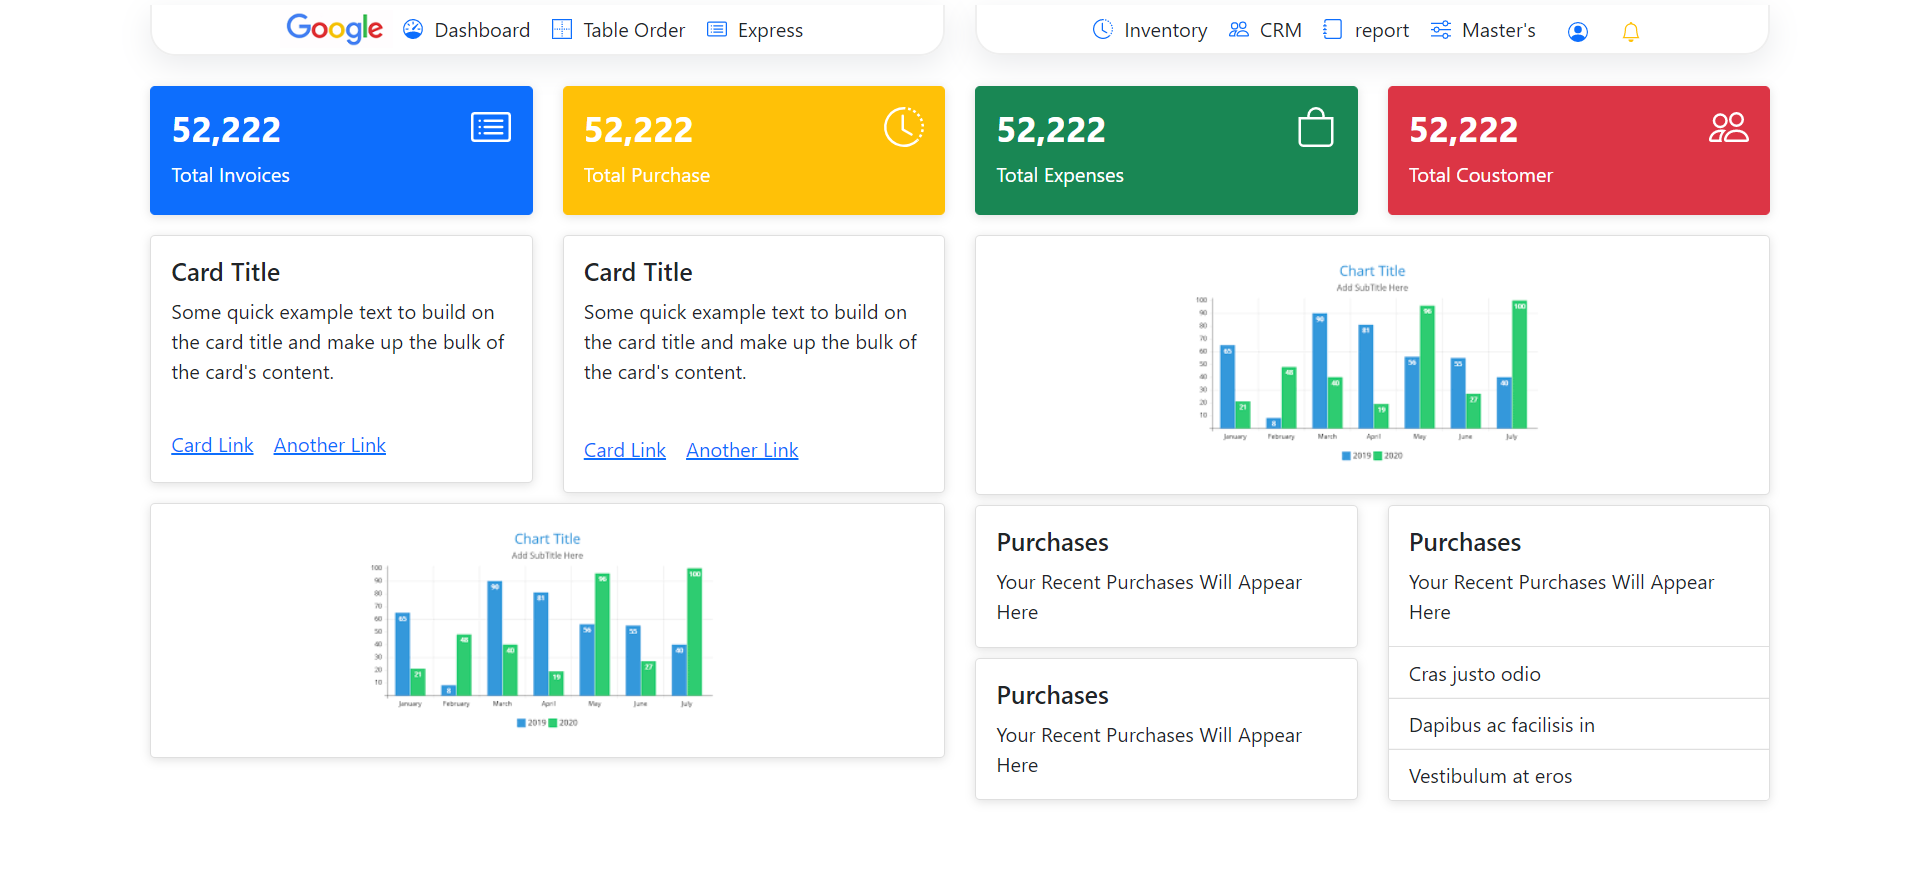 Google Dashboard Table Order Express
Inventory CRM report Master's
52,222
Total Invoices
52,222
Total Purchase
52,222
Total Expenses
52,222
Total Coustomer
Card Title
Some quick example text to build on
the card title and make up the bulk of
the card's content.
Card Link Another Link
Card Title
Some quick example text to build on
the card title and make up the bulk of
the card's content.
Card Link Another Link
Chart Title
Add SubTitle Here
100
90
80
70
60
50
40
30
20
10
65 21 8 48 90 40 81 19 56 96 55 27 40 100
January February March April May June July
2019 2020
Chart Title
Add SubTitle Here
100
90
80
70
60
50
40
30
20
10
65 21 8 48 90 40 81 19 56 96 55 27 40 100
January February March April May June July
2019 2020
Purchases
Your Recent Purchases Will Appear
Here
Purchases
Your Recent Purchases Will Appear
Here
Purchases
Your Recent Purchases Will Appear
Here
Cras justo odio
Dapibus ac facilisis in
Vestibulum at eros